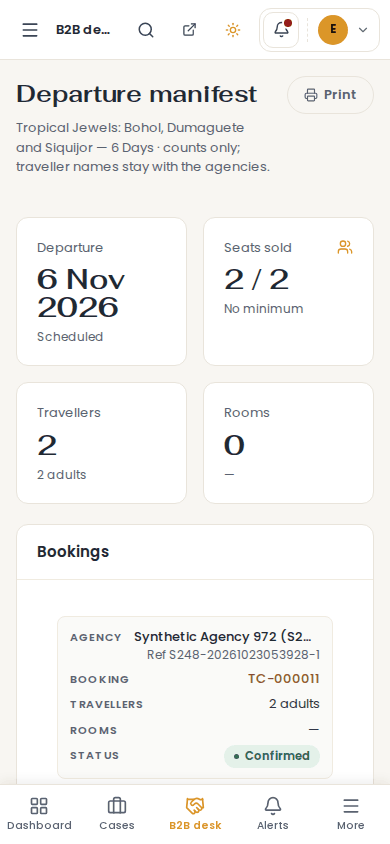 B2B de...
E
Departure manifest
Print
Tropical Jewels: Bohol, Dumaguete
and Siquijor — 6 Days · counts only;
traveller names stay with the agencies.
Departure
6 Nov
2026
Scheduled
Seats sold
2 / 2
No minimum
Travellers
2
2 adults
Rooms
0
—
Bookings
AGENCY Synthetic Agency 972 (S2...
Ref S248-20261023053928-1
BOOKING TC-000011
TRAVELLERS 2 adults
ROOMS —
STATUS Confirmed
Dashboard Cases B2B desk Alerts More